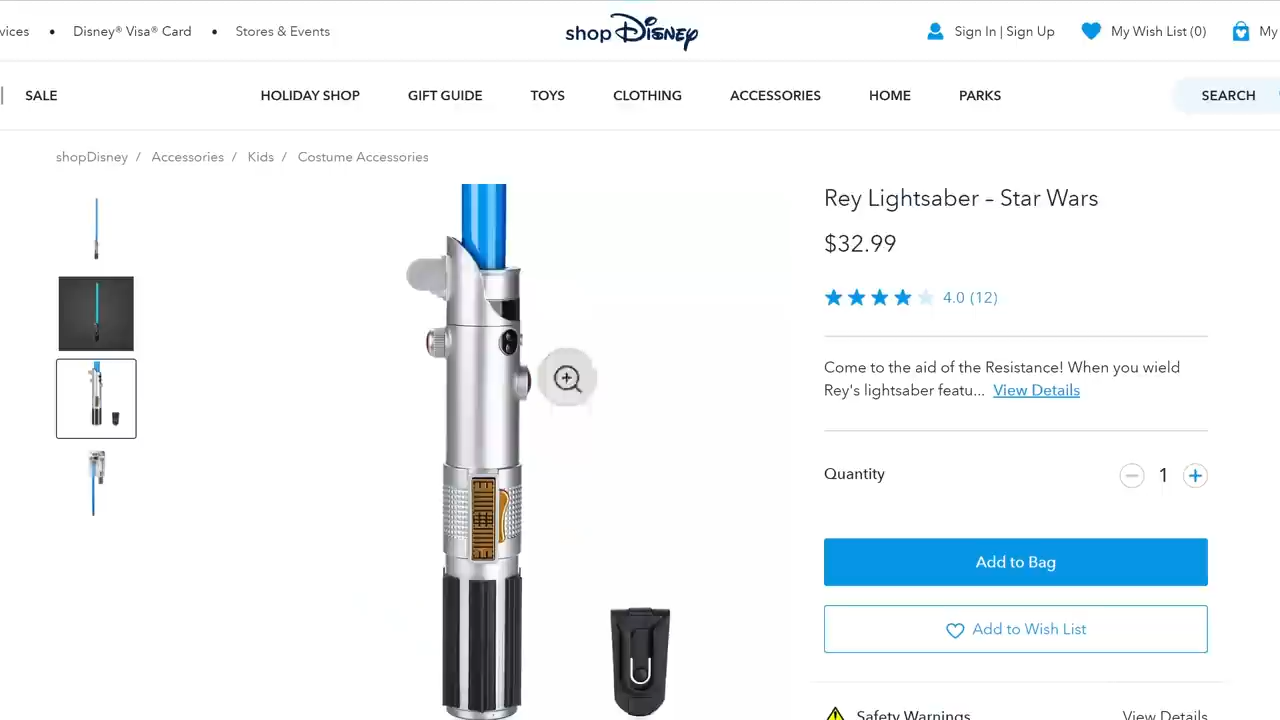 vices • Disney® Visa® Card • Stores & Events
shop Disney
Sign In | Sign Up
My Wish List (0)
My
SALE
HOLIDAY SHOP
GIFT GUIDE
TOYS
CLOTHING
ACCESSORIES
HOME
PARKS
SEARCH
shopDisney / Accessories / Kids / Costume Accessories
Rey Lightsaber – Star Wars
$32.99
4.0 (12)
Come to the aid of the Resistance! When you wield
Rey's lightsaber featu... View Details
Quantity
1
Add to Bag
Add to Wish List
Safety Warnings
View Details